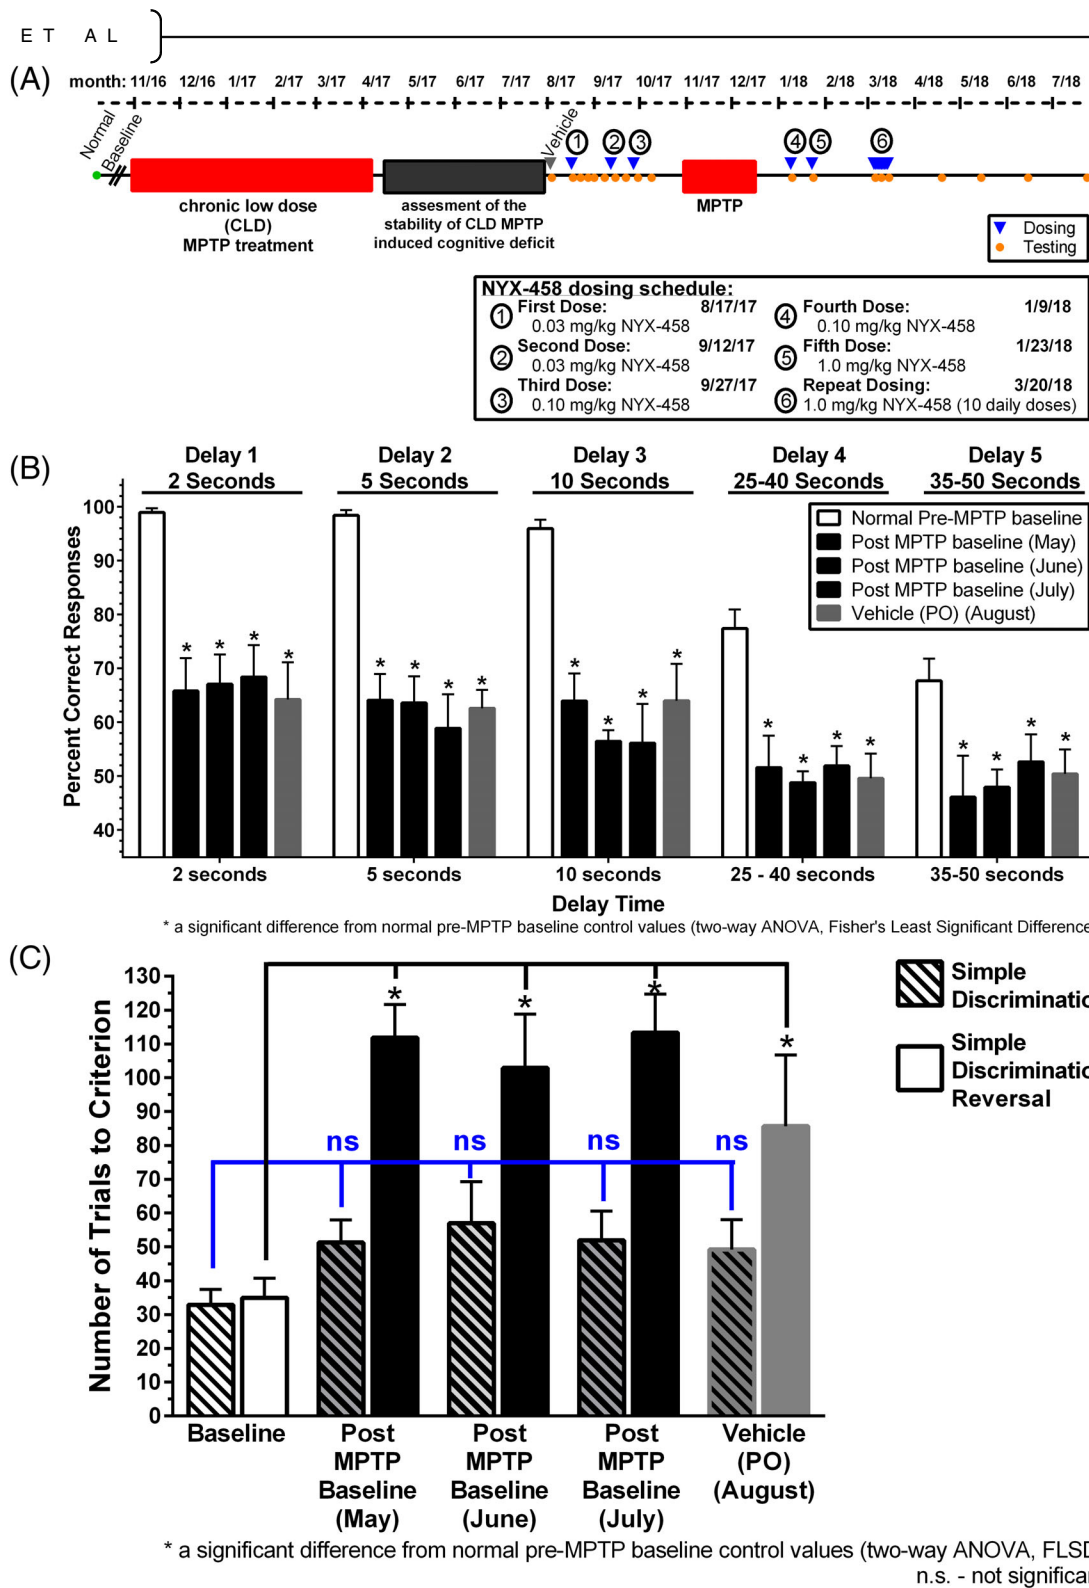 ET AL
(A)
month: 11/16 12/16 1/17 2/17 3/17 4/17 5/17 6/17 7/17 8/17 9/17 10/17 11/17 12/17 1/18 2/18 3/18 4/18 5/18 6/18 7/18
Normal
Baseline
Vehicle
1 2 3 4 5 6
chronic low dose
(CLD)
MPTP treatment
assesment of the
stability of CLD MPTP
induced cognitive deficit
MPTP
Dosing
Testing
NYX-458 dosing schedule:
1 First Dose: 8/17/17
0.03 mg/kg NYX-458
2 Second Dose: 9/12/17
0.03 mg/kg NYX-458
3 Third Dose: 9/27/17
0.10 mg/kg NYX-458
4 Fourth Dose: 1/9/18
0.10 mg/kg NYX-458
5 Fifth Dose: 1/23/18
1.0 mg/kg NYX-458
6 Repeat Dosing: 3/20/18
1.0 mg/kg NYX-458 (10 daily doses)
(B)
Delay 1
2 Seconds
Delay 2
5 Seconds
Delay 3
10 Seconds
Delay 4
25-40 Seconds
Delay 5
35-50 Seconds
Normal Pre-MPTP baseline
Post MPTP baseline (May)
Post MPTP baseline (June)
Post MPTP baseline (July)
Vehicle (PO) (August)
Percent Correct Responses
100
90
80
70
60
50
40
* * * * * * * * * * * * * * * * * * * *
2 seconds 5 seconds 10 seconds 25 - 40 seconds 35-50 seconds
Delay Time
* a significant difference from normal pre-MPTP baseline control values (two-way ANOVA, Fisher's Least Significant Difference
(C)
Simple
Discriminatio
Simple
Discriminatio
Reversal
Number of Trials to Criterion
130
120
110
100
90
80
70
60
50
40
30
20
10
0
* * * *
ns ns ns ns
Baseline
Post
MPTP
Baseline
(May)
Post
MPTP
Baseline
(June)
Post
MPTP
Baseline
(July)
Vehicle
(PO)
(August)
* a significant difference from normal pre-MPTP baseline control values (two-way ANOVA, FLSD
n.s. - not significa